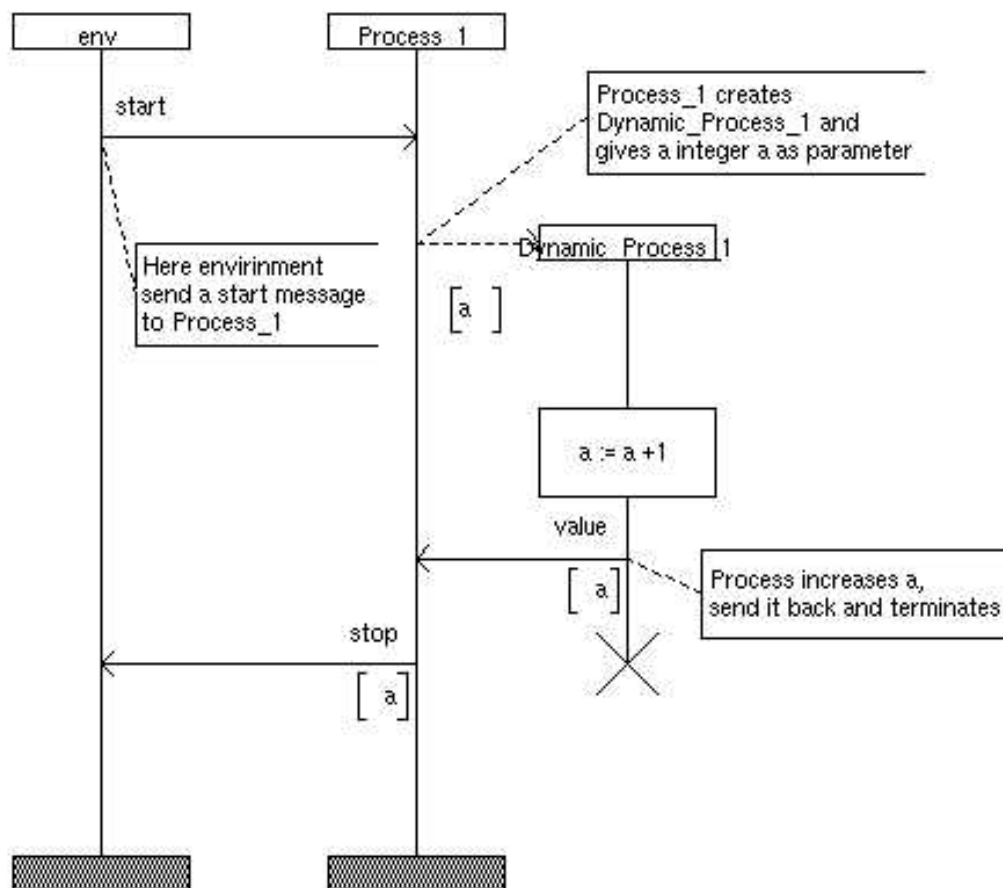 env
Process_1
start
Process_1 creates
Dynamic_Process_1 and
gives a integer a as parameter
Dynamic_Process_1
Here envirinment
send a start message
to Process_1
[a ]
a := a +1
value
[ a]
Process increases a,
send it back and terminates
stop
[ a]